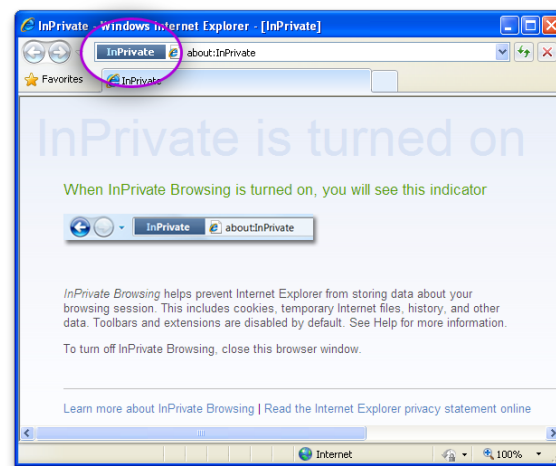 InPrivate - Windows Internet Explorer - [InPrivate]
InPrivate about:InPrivate
Favorites InPrivate
InPrivate is turned on
When InPrivate Browsing is turned on, you will see this indicator
InPrivate about:InPrivate
InPrivate Browsing helps prevent Internet Explorer from storing data about your
browsing session. This includes cookies, temporary Internet files, history, and other
data. Toolbars and extensions are disabled by default. See Help for more information.
To turn off InPrivate Browsing, close this browser window.
Learn more about InPrivate Browsing | Read the Internet Explorer privacy statement online
Internet 100%